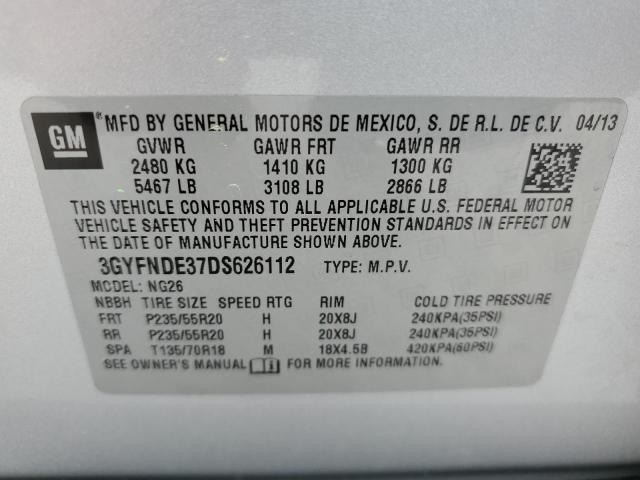 GM® MFD BY GENERAL MOTORS DE MEXICO, S. DE R.L. DE C.V. 04/13
GVWR GAWR FRT GAWR RR
2480 KG 1410 KG 1300 KG
5467 LB 3108 LB 2866 LB
THIS VEHICLE CONFORMS TO ALL APPLICABLE U.S. FEDERAL MOTOR
VEHICLE SAFETY AND THEFT PREVENTION STANDARDS IN EFFECT ON
THE DATE OF MANUFACTURE SHOWN ABOVE.
3GYFNDE37DS626112 TYPE: M.P.V.
MODEL: NG26
NBBH TIRE SIZE SPEED RTG RIM COLD TIRE PRESSURE
FRT P235/55R20 H 20X8J 240KPA(35PSI)
RR P235/55R20 H 20X8J 240KPA(35PSI)
SPA T135/70R18 M 18X4.5B 420KPA(60PSI)
SEE OWNER'S MANUAL FOR MORE INFORMATION